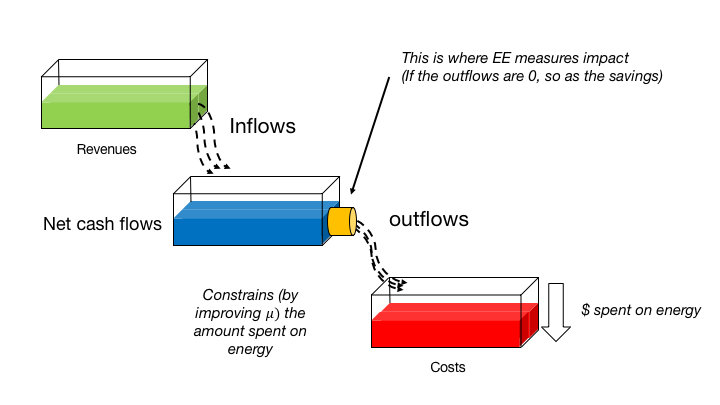 This is where EE measures impact
(If the outflows are 0, so as the savings)
Inflows
Revenues
Net cash flows
outflows
Constrains (by
improving μ) the
amount spent on
energy
$ spent on energy
Costs